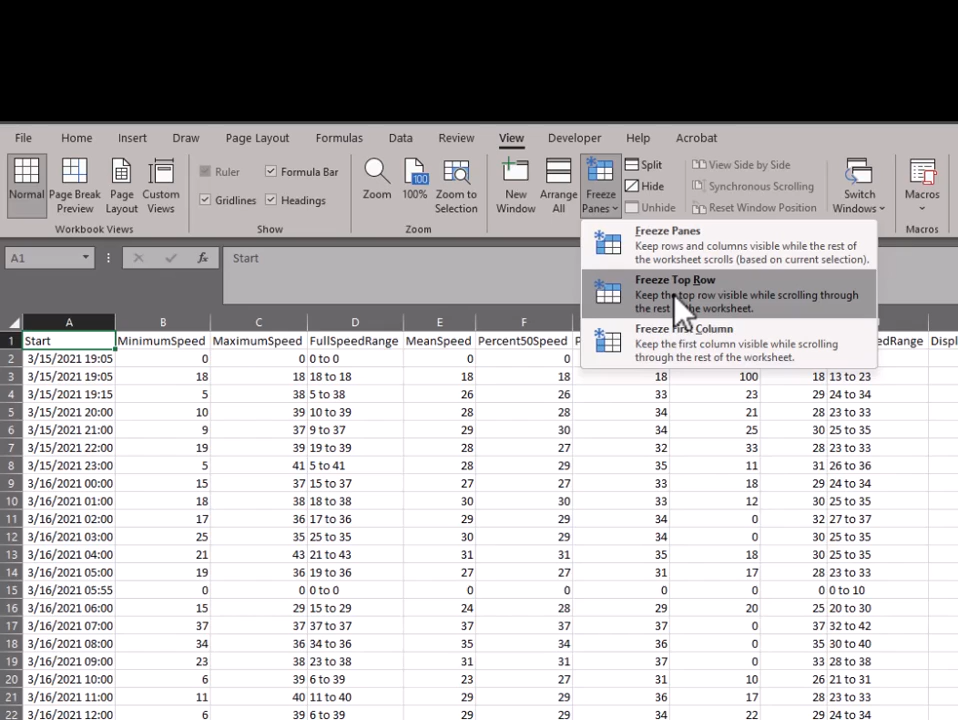 File Home Insert Draw Page Layout Formulas Data Review View Developer Help Acrobat
Normal
Page Break
Preview
Page
Layout
Custom
Views
Workbook Views
Ruler
Formula Bar
Gridlines
Headings
Show
Zoom
100%
Zoom to
Selection
Zoom
New
Window
Arrange
All
Freeze
Panes
Split
Hide
Unhide
View Side by Side
Synchronous Scrolling
Reset Window Position
Switch
Windows
Macros
Macros
Freeze Panes
Keep rows and columns visible while the rest of
the worksheet scrolls (based on current selection).
Freeze Top Row
Keep the top row visible while scrolling through
the rest of the worksheet.
Freeze First Column
Keep the first column visible while scrolling
through the rest of the worksheet.
A1 fx Start
A B C D E F
1 Start MinimumSpeed MaximumSpeed FullSpeedRange MeanSpeed Percent50Speed
2 3/15/2021 19:05 0 0 0 to 0 0 0
3 3/15/2021 19:05 18 18 18 to 18 18 18 18 100 18 13 to 23
4 3/15/2021 19:15 5 38 5 to 38 26 26 33 23 29 24 to 34
5 3/15/2021 20:00 10 39 10 to 39 28 28 34 21 28 23 to 33
6 3/15/2021 21:00 9 37 9 to 37 29 30 34 25 30 25 to 35
7 3/15/2021 22:00 19 39 19 to 39 28 27 32 33 28 23 to 33
8 3/15/2021 23:00 5 41 5 to 41 28 29 35 11 31 26 to 36
9 3/16/2021 00:00 15 37 15 to 37 27 27 33 18 29 24 to 34
10 3/16/2021 01:00 18 38 18 to 38 30 30 33 12 30 25 to 35
11 3/16/2021 02:00 17 36 17 to 36 29 29 34 0 32 27 to 37
12 3/16/2021 03:00 25 35 25 to 35 30 29 34 0 30 25 to 35
13 3/16/2021 04:00 21 43 21 to 43 31 31 35 18 30 25 to 35
14 3/16/2021 05:00 19 36 19 to 36 27 27 31 17 28 23 to 33
15 3/16/2021 05:55 0 0 0 to 0 0 0 0 0 0 0 to 10
16 3/16/2021 06:00 15 29 15 to 29 24 28 29 20 25 20 to 30
17 3/16/2021 07:00 37 37 37 to 37 37 37 37 0 37 32 to 42
18 3/16/2021 08:00 34 36 34 to 36 35 34 36 0 35 30 to 40
19 3/16/2021 09:00 23 38 23 to 38 31 31 37 0 33 28 to 38
20 3/16/2021 10:00 6 39 6 to 39 23 27 31 10 26 21 to 31
21 3/16/2021 11:00 11 40 11 to 40 29 29 36 17 28 23 to 33
22 3/16/2021 12:00 6 39 6 to 39 29 29 34 22 29 24 to 34